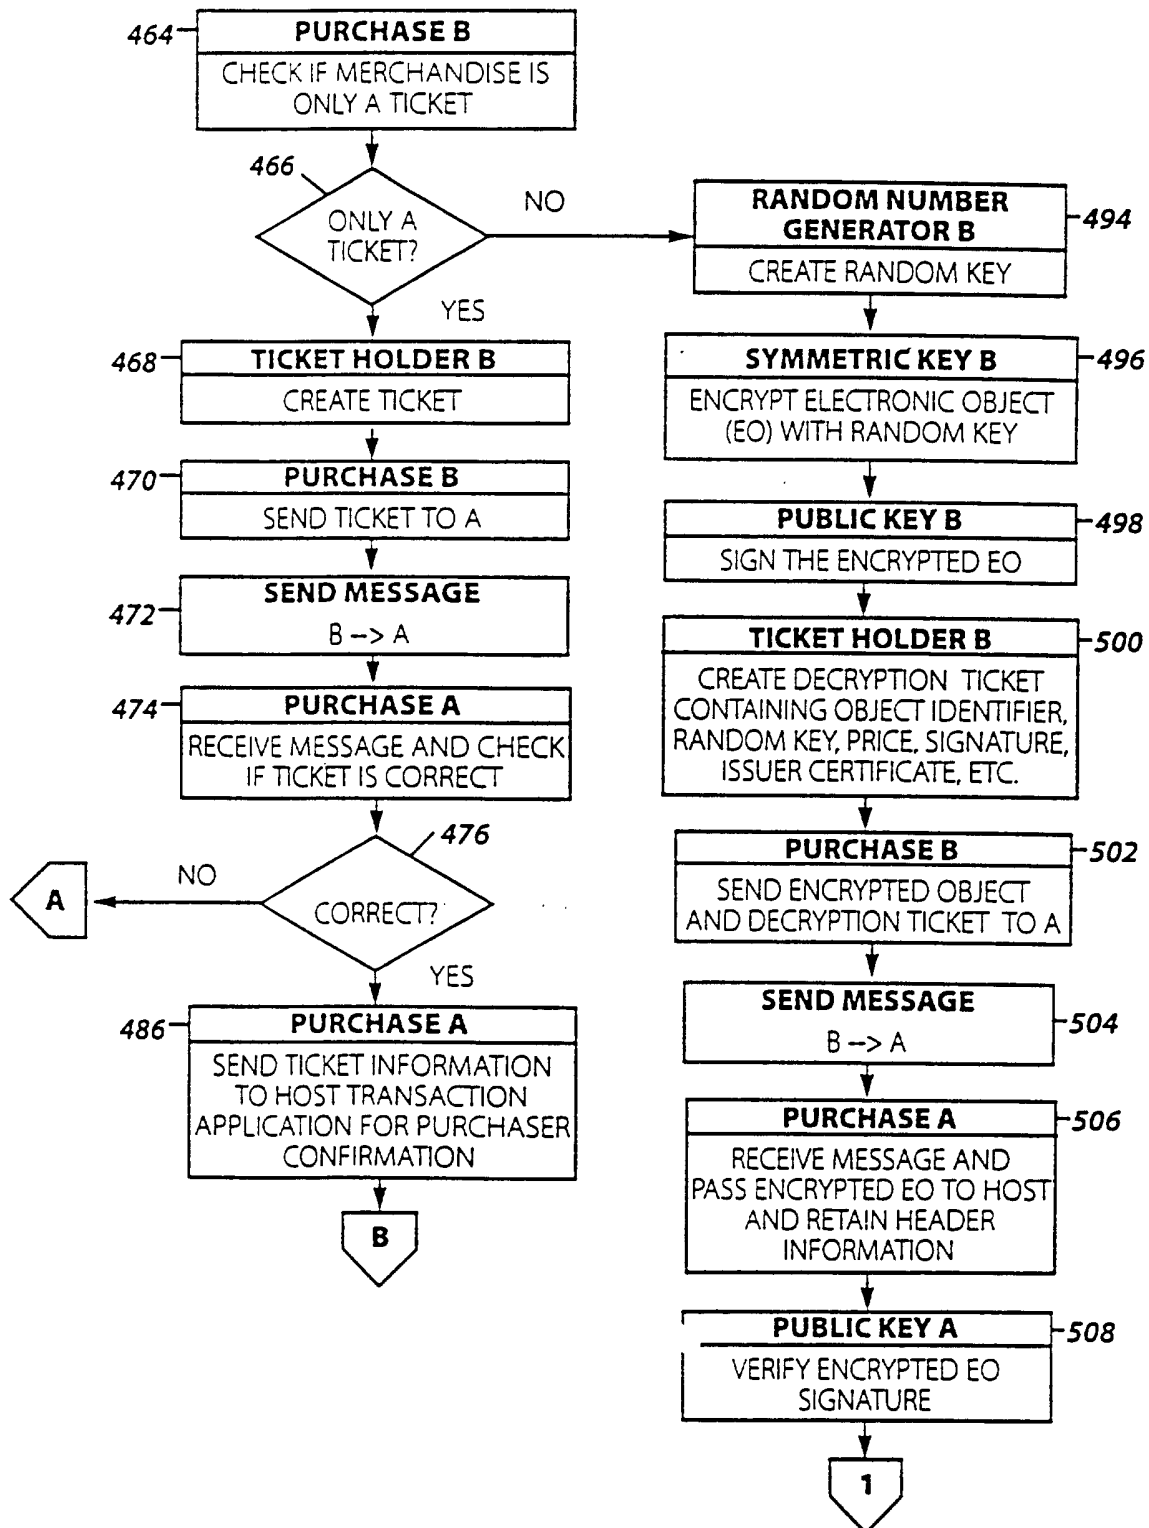 464
PURCHASE B
CHECK IF MERCHANDISE IS
ONLY A TICKET
466
ONLY A
TICKET?
NO
YES
468
TICKET HOLDER B
CREATE TICKET
470
PURCHASE B
SEND TICKET TO A
472
SEND MESSAGE
B --> A
474
PURCHASE A
RECEIVE MESSAGE AND CHECK
IF TICKET IS CORRECT
476
CORRECT?
NO
A
YES
486
PURCHASE A
SEND TICKET INFORMATION
TO HOST TRANSACTION
APPLICATION FOR PURCHASER
CONFIRMATION
B
RANDOM NUMBER
GENERATOR B
494
CREATE RANDOM KEY
SYMMETRIC KEY B
496
ENCRYPT ELECTRONIC OBJECT
(EO) WITH RANDOM KEY
PUBLIC KEY B
498
SIGN THE ENCRYPTED EO
TICKET HOLDER B
500
CREATE DECRYPTION TICKET
CONTAINING OBJECT IDENTIFIER,
RANDOM KEY, PRICE, SIGNATURE,
ISSUER CERTIFICATE, ETC.
PURCHASE B
502
SEND ENCRYPTED OBJECT
AND DECRYPTION TICKET TO A
SEND MESSAGE
504
B --> A
PURCHASE A
506
RECEIVE MESSAGE AND
PASS ENCRYPTED EO TO HOST
AND RETAIN HEADER
INFORMATION
PUBLIC KEY A
508
VERIFY ENCRYPTED EO
SIGNATURE
1